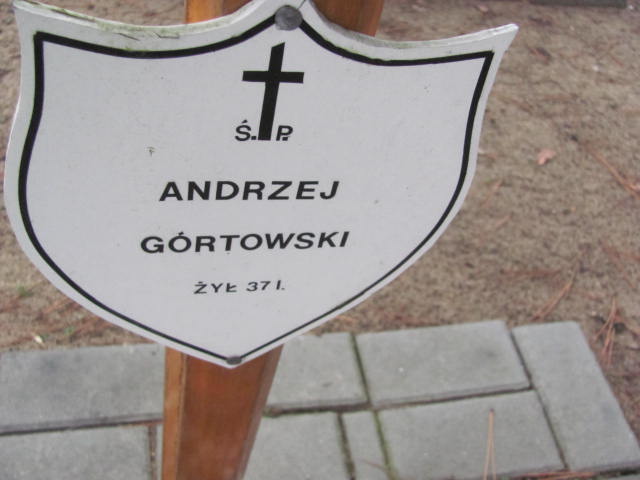 Ś. P.
ANDRZEJ
GÓRTOWSKI
ŻYŁ 37 l.